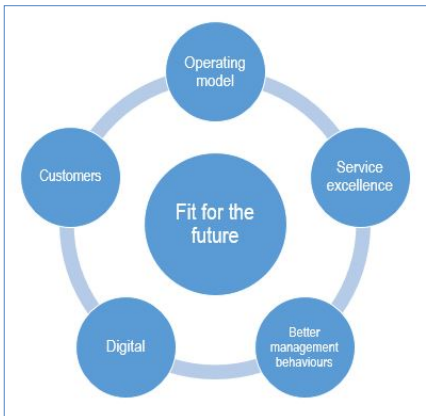 Operating
model
Service
excellence
Better
management
behaviours
Digital
Customers
Fit for the
future